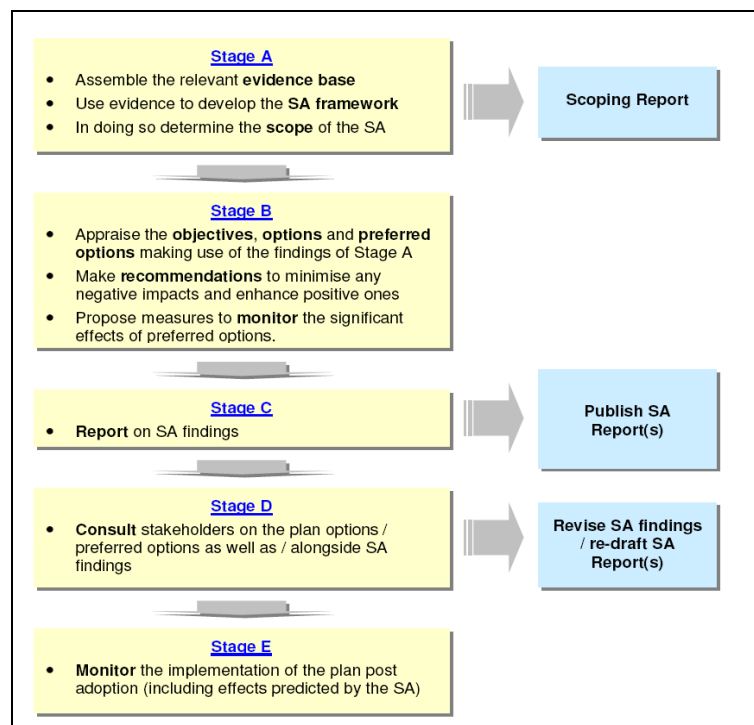 Stage A
• Assemble the relevant evidence base
• Use evidence to develop the SA framework
• In doing so determine the scope of the SA
Scoping Report
Stage B
• Appraise the objectives, options and preferred
options making use of the findings of Stage A
• Make recommendations to minimise any
negative impacts and enhance positive ones
• Propose measures to monitor the significant
effects of preferred options.
Stage C
• Report on SA findings
Publish SA
Report(s)
Stage D
• Consult stakeholders on the plan options /
preferred options as well as / alongside SA
findings
Revise SA findings
/ re-draft SA
Report(s)
Stage E
• Monitor the implementation of the plan post
adoption (including effects predicted by the SA)